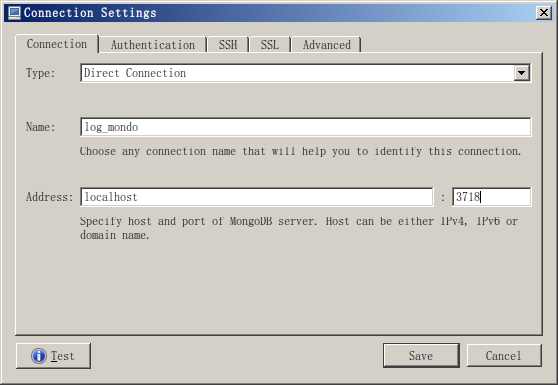 Connection Settings
Connection Authentication SSH SSL Advanced
Type: Direct Connection
Name: log_mondo
Choose any connection name that will help you to identify this connection.
Address: localhost : 3718
Specify host and port of MongoDB server. Host can be either IPv4, IPv6 or
domain name.
Test Save Cancel